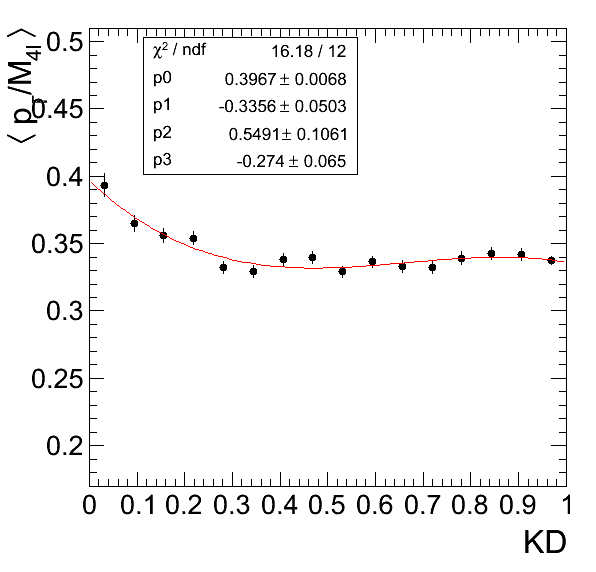 ⟨ p_T/M_4l ⟩
χ² / ndf 16.18 / 12
p0 0.3967 ± 0.0068
p1 -0.3356 ± 0.0503
p2 0.5491 ± 0.1061
p3 -0.274 ± 0.065
0.5
0.45
0.4
0.35
0.3
0.25
0.2
0 0.1 0.2 0.3 0.4 0.5 0.6 0.7 0.8 0.9 1
KD